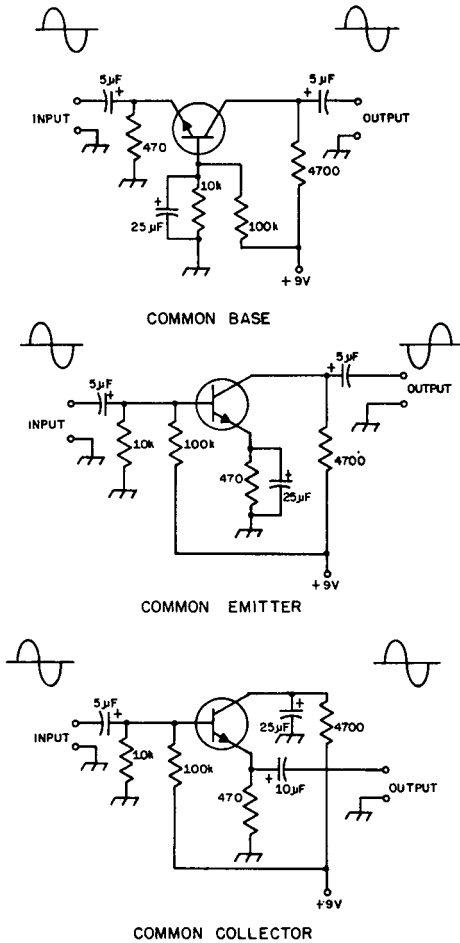 5µF +
+ 5µF
INPUT
OUTPUT
470
4700
10k
+
25µF
100k
+9V
COMMON BASE
5µF +
+ 5µF
INPUT
OUTPUT
10k
100k
470
+
25µF
4700
+9V
COMMON EMITTER
5µF +
INPUT
+
25µF
4700
10k
100k
+ 10µF
470
OUTPUT
+9V
COMMON COLLECTOR